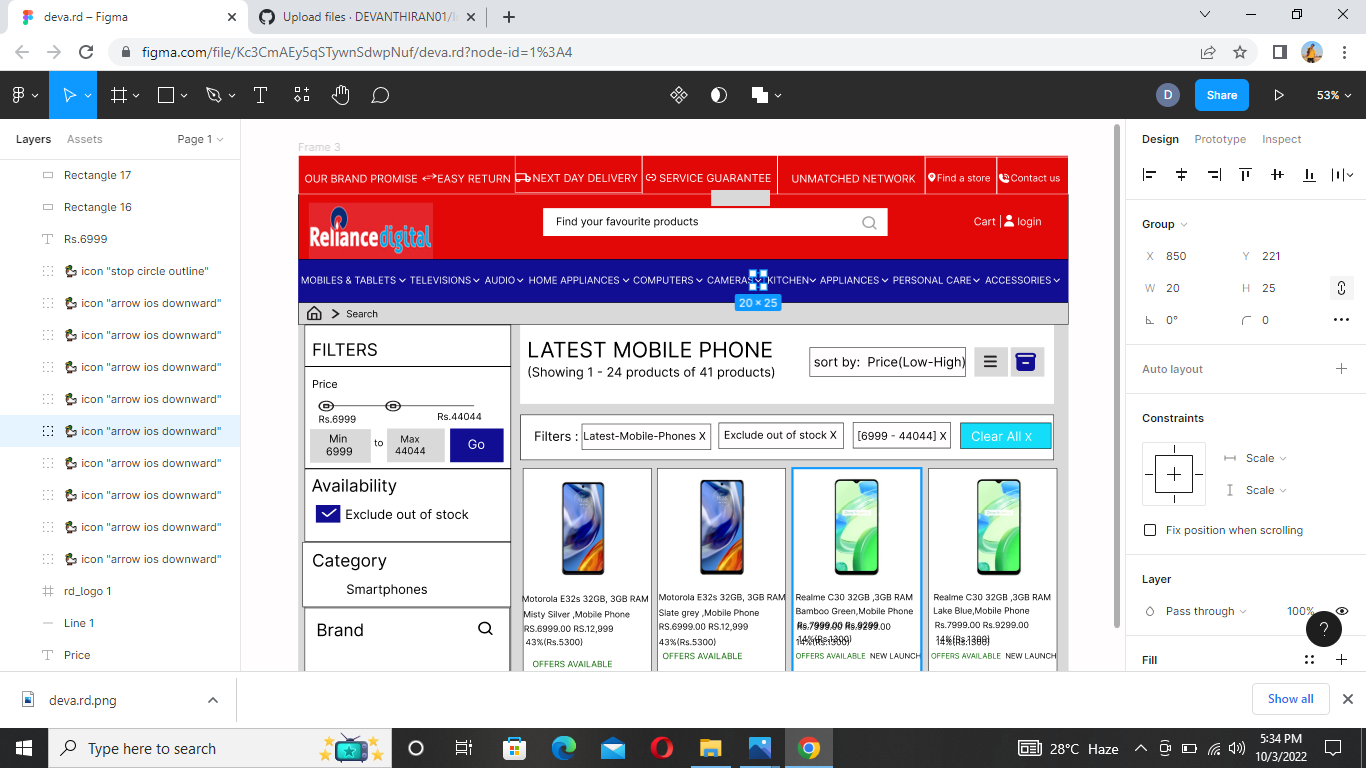 deva.rd – Figma
Upload files · DEVANTHIRAN01/
figma.com/file/Kc3CmAEy5qSTywnSdwpNuf/deva.rd?node-id=1%3A4
D
Share
53%
Layers Assets Page 1
Rectangle 17
Rectangle 16
Rs.6999
icon "stop circle outline"
icon "arrow ios downward"
icon "arrow ios downward"
icon "arrow ios downward"
icon "arrow ios downward"
icon "arrow ios downward"
icon "arrow ios downward"
icon "arrow ios downward"
icon "arrow ios downward"
icon "arrow ios downward"
rd_logo 1
Line 1
Price
Frame 3
OUR BRAND PROMISE EASY RETURN NEXT DAY DELIVERY SERVICE GUARANTEE UNMATCHED NETWORK Find a store Contact us
Reliance digital
Find your favourite products
Cart | login
MOBILES & TABLETS TELEVISIONS AUDIO HOME APPLIANCES COMPUTERS CAMERAS KITCHEN APPLIANCES PERSONAL CARE ACCESSORIES
20 × 25
Search
FILTERS
Price
Rs.6999 Rs.44044
Min
6999
to
Max
44044
Go
Availability
Exclude out of stock
Category
Smartphones
Brand
LATEST MOBILE PHONE
(Showing 1 - 24 products of 41 products)
sort by: Price(Low-High)
Filters : Latest-Mobile-Phones X Exclude out of stock X [6999 - 44044] X Clear All X
Motorola E32s 32GB, 3GB RAM
Misty Silver ,Mobile Phone
RS.6999.00 RS.12,999
43%(Rs.5300)
OFFERS AVAILABLE
Motorola E32s 32GB, 3GB RAM
Slate grey ,Mobile Phone
RS.6999.00 RS.12,999
43%(Rs.5300)
OFFERS AVAILABLE
Realme C30 32GB ,3GB RAM
Bamboo Green,Mobile Phone
Rs.7999.00 Rs.9299.00
14%(Rs.1300)
OFFERS AVAILABLE NEW LAUNCH
Realme C30 32GB ,3GB RAM
Lake Blue,Mobile Phone
Rs.7999.00 Rs.9299.00
14%(Rs.1300)
OFFERS AVAILABLE NEW LAUNCH
Design Prototype Inspect
Group
X 850 Y 221
W 20 H 25
0° 0
Auto layout
Constraints
Scale
Scale
Fix position when scrolling
Layer
Pass through 100%
?
Fill
deva.rd.png
Show all
Type here to search
28°C Haze
5:34 PM
10/3/2022